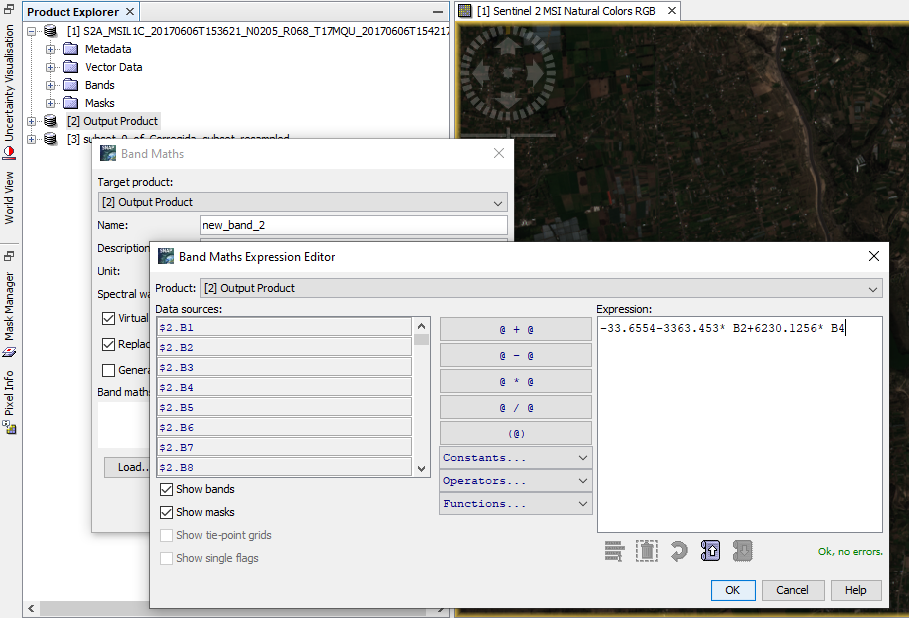 Product Explorer
[1] Sentinel 2 MSI Natural Colors RGB
Uncertainty Visualisation
World View
Mask Manager
Pixel Info
[1] S2A_MSIL1C_20170606T153621_N0205_R068_T17MQU_20170606T154217
Metadata
Vector Data
Bands
Masks
[2] Output Product
[3] subset_0_of_Corregida_subset_resampled
Band Maths
Target product:
[2] Output Product
Name:
new_band_2
Description
Unit:
Spectral wa
Virtual
Replac
Genera
Band maths
Load...
Band Maths Expression Editor
Product: [2] Output Product
Data sources:
$2.B1
$2.B2
$2.B3
$2.B4
$2.B5
$2.B6
$2.B7
$2.B8
Show bands
Show masks
Show tie-point grids
Show single flags
@ + @
@ - @
@ * @
@ / @
(@)
Constants...
Operators...
Functions...
Expression:
-33.6554-3363.453* B2+6230.1256* B4
Ok, no errors.
OK
Cancel
Help